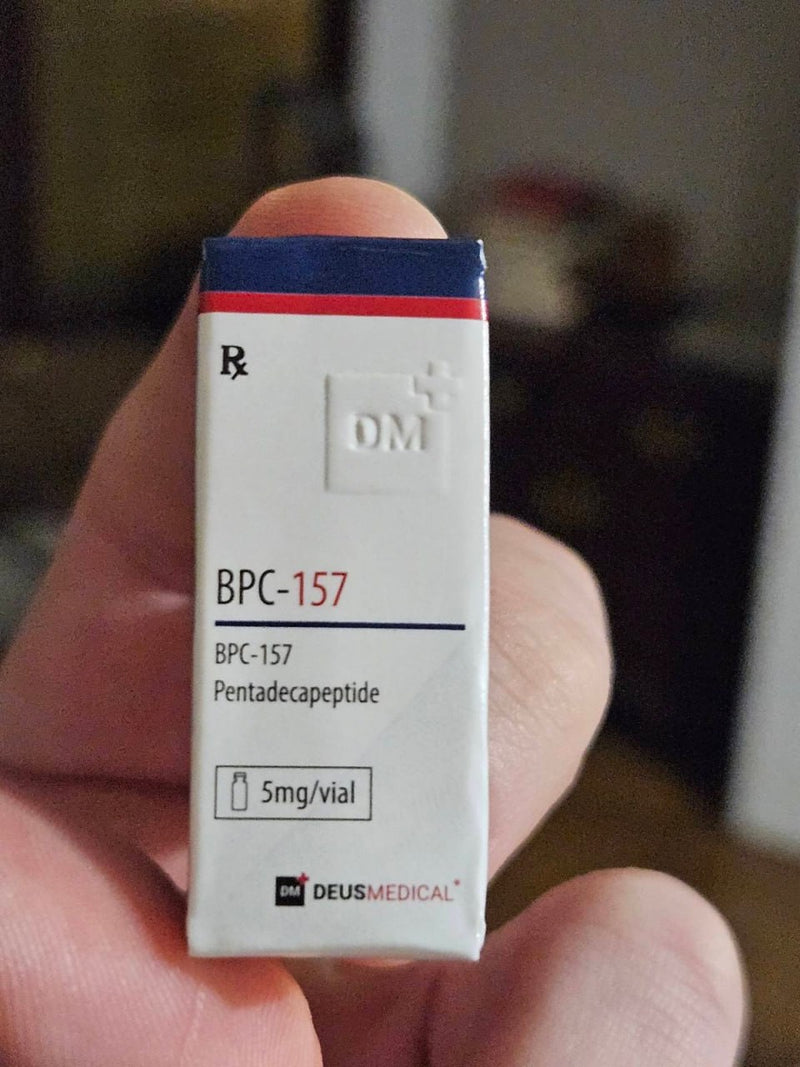 ℞
DM
BPC-157
BPC-157
Pentadecapeptide
5mg/vial
DM DEUSMEDICAL